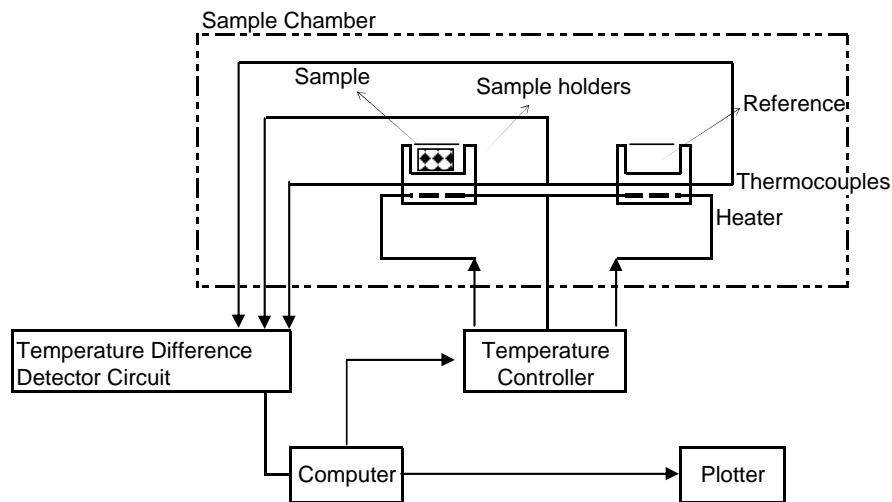 Sample Chamber
Sample
Sample holders
Reference
Thermocouples
Heater
Temperature Difference
Detector Circuit
Temperature
Controller
Computer
Plotter